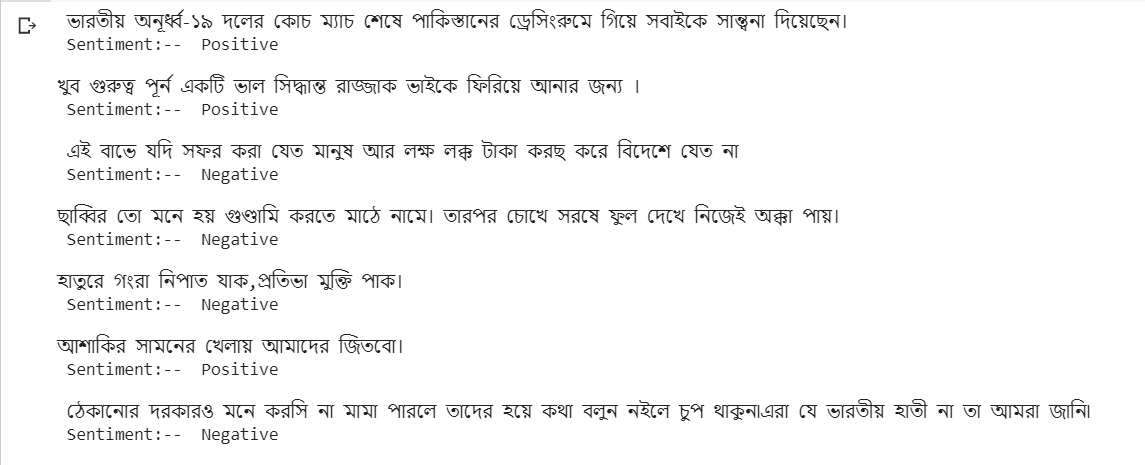 ভারতীয় অনূর্ধ্ব-১৯ দলের কোচ ম্যাচ শেষে পাকিস্তানের ড্রেসিংরুমে গিয়ে সবাইকে সান্ত্বনা দিয়েছেন।
Sentiment:-- Positive
খুব গুরুত্ব পূর্ন একটি ভাল সিদ্ধান্ত রাজ্জাক ভাইকে ফিরিয়ে আনার জন্য ।
Sentiment:-- Positive
এই বাভে যদি সফর করা যেত মানুষ আর লক্ষ লক্ক টাকা করছ করে বিদেশে যেত না
Sentiment:-- Negative
ছাব্বির তো মনে হয় গুণ্ডামি করতে মাঠে নামে। তারপর চোখে সরষে ফুল দেখে নিজেই অক্কা পায়।
Sentiment:-- Negative
হাতুরে গংরা নিপাত যাক,প্রতিভা মুক্তি পাক।
Sentiment:-- Negative
আশাকির সামনের খেলায় আমাদের জিতবো।
Sentiment:-- Positive
ঠেকানোর দরকারও মনে করসি না মামা পারলে তাদের হয়ে কথা বলুন নইলে চুপ থাকুন।এরা যে ভারতীয় হাতী না তা আমরা জানি।
Sentiment:-- Negative